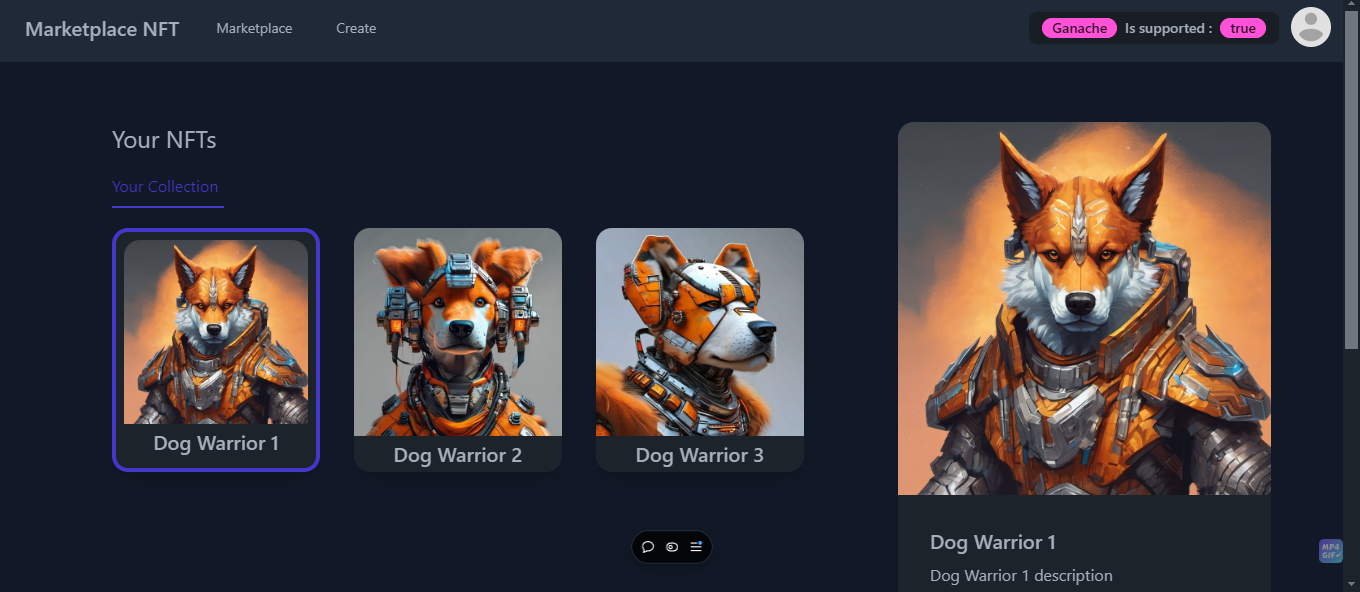 Marketplace NFT
Marketplace
Create
Ganache Is supported : true
Your NFTs
Your Collection
Dog Warrior 1
Dog Warrior 2
Dog Warrior 3
Dog Warrior 1
Dog Warrior 1 description
MP4
GIF